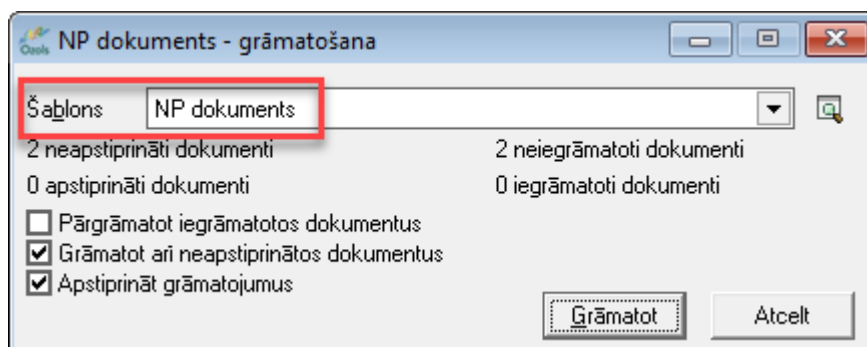 Ozols NP dokuments - grāmatošana
Šablons NP dokuments
2 neapstiprināti dokumenti 2 neiegrāmatoti dokumenti
0 apstiprināti dokumenti 0 iegrāmatoti dokumenti
Pārgrāmatot iegrāmatotos dokumentus
Grāmatot arī neapstiprinātos dokumentus
Apstiprināt grāmatojumus
Grāmatot Atcelt